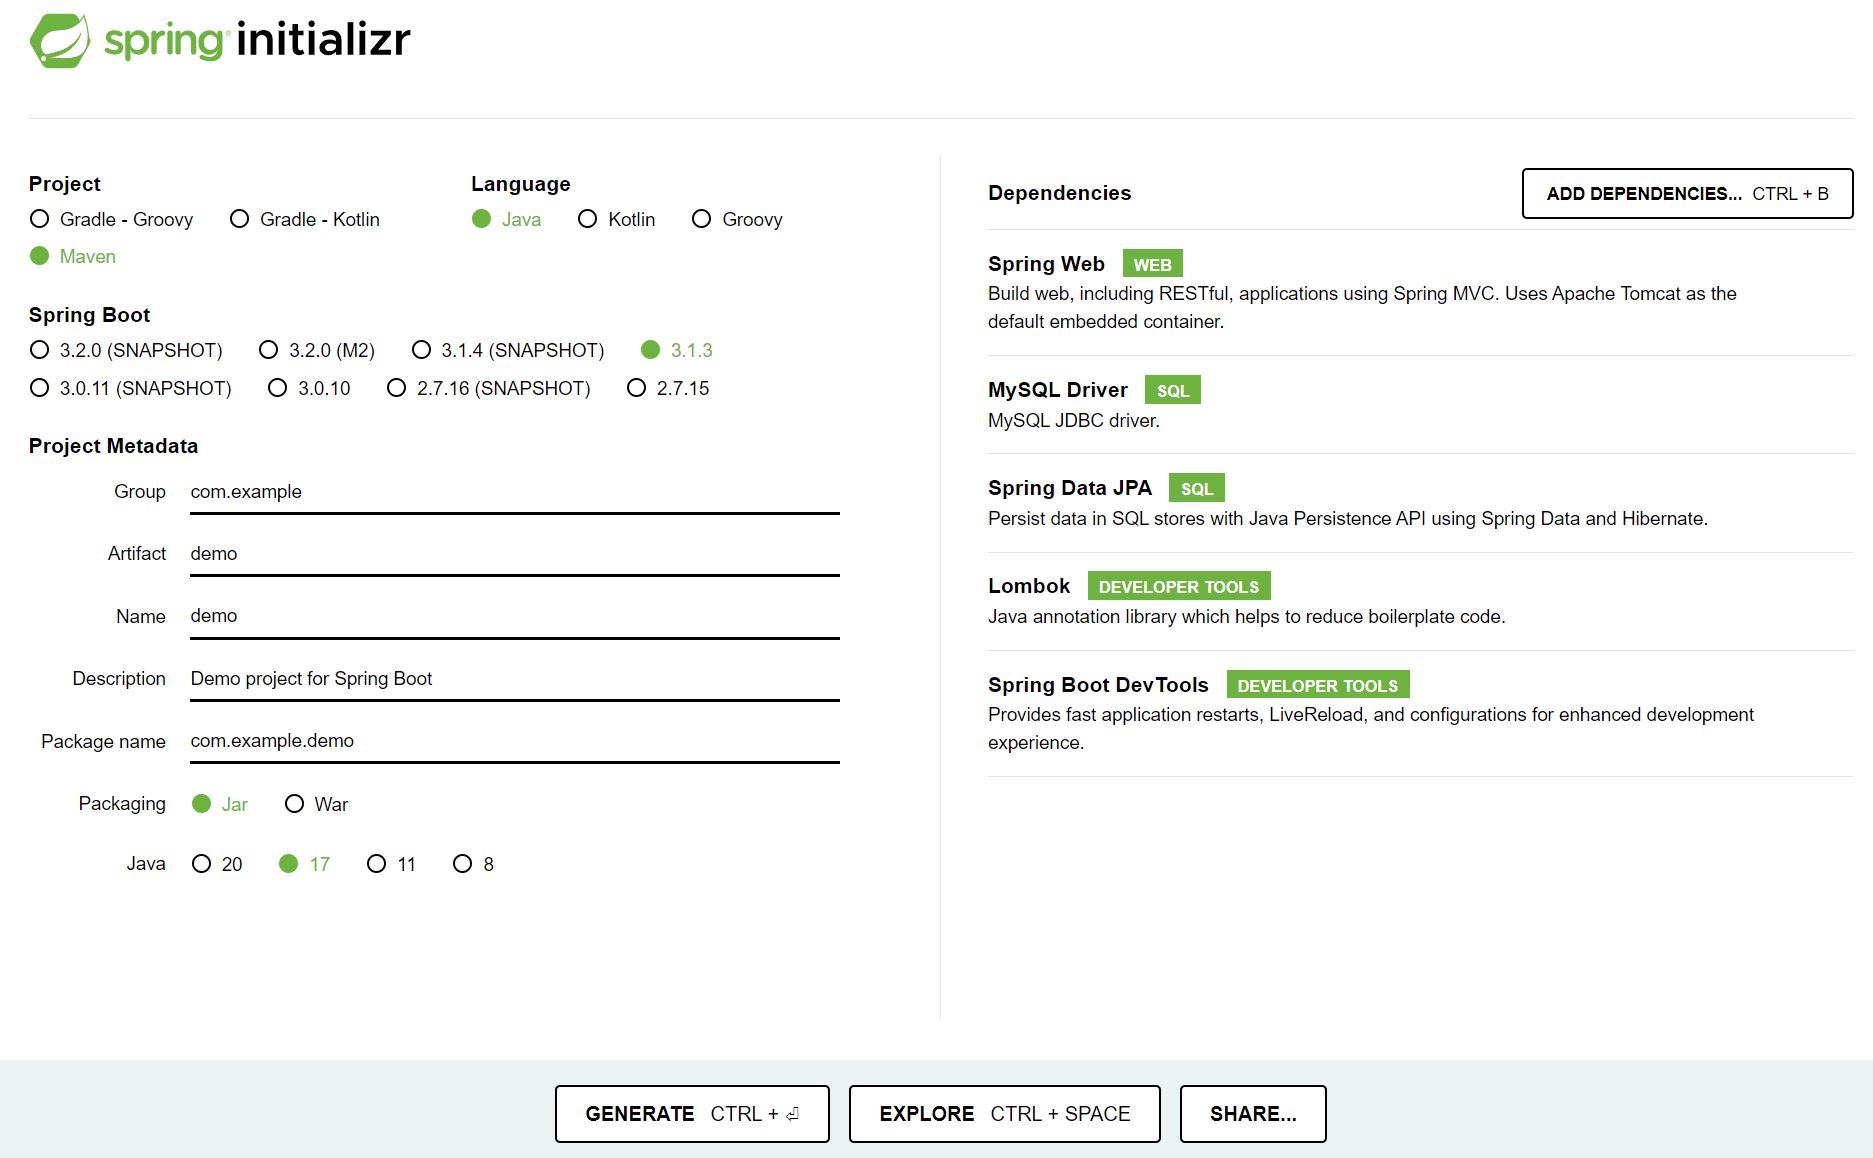 spring initializr
Project
Gradle - Groovy Gradle - Kotlin
Maven
Language
Java Kotlin Groovy
Spring Boot
3.2.0 (SNAPSHOT) 3.2.0 (M2) 3.1.4 (SNAPSHOT) 3.1.3
3.0.11 (SNAPSHOT) 3.0.10 2.7.16 (SNAPSHOT) 2.7.15
Project Metadata
Group com.example
Artifact demo
Name demo
Description Demo project for Spring Boot
Package name com.example.demo
Packaging Jar War
Java 20 17 11 8
Dependencies ADD DEPENDENCIES... CTRL + B
Spring Web WEB
Build web, including RESTful, applications using Spring MVC. Uses Apache Tomcat as the
default embedded container.
MySQL Driver SQL
MySQL JDBC driver.
Spring Data JPA SQL
Persist data in SQL stores with Java Persistence API using Spring Data and Hibernate.
Lombok DEVELOPER TOOLS
Java annotation library which helps to reduce boilerplate code.
Spring Boot DevTools DEVELOPER TOOLS
Provides fast application restarts, LiveReload, and configurations for enhanced development
experience.
GENERATE CTRL + ⏎ EXPLORE CTRL + SPACE SHARE...